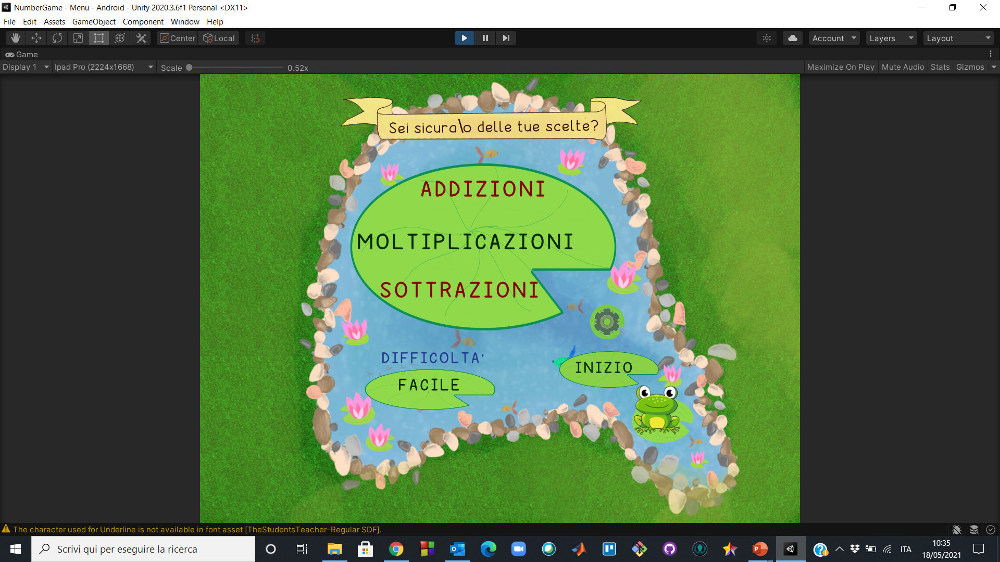 NumberGame - Menu - Android - Unity 2020.3.6f1 Personal <DX11>
File Edit Assets GameObject Component Window Help
Center Local Account Layers Layout
Game
Display 1 Ipad Pro (2224x1668) Scale 0.52x Maximize On Play Mute Audio Stats Gizmos
Sei sicura\o delle tue scelte?
ADDIZIONI
MOLTIPLICAZIONI
SOTTRAZIONI
DIFFICOLTA'
FACILE
INIZIO
The character used for Underline is not available in font asset [TheStudentsTeacher-Regular SDF].
Scrivi qui per eseguire la ricerca
ITA
10:35
18/05/2021